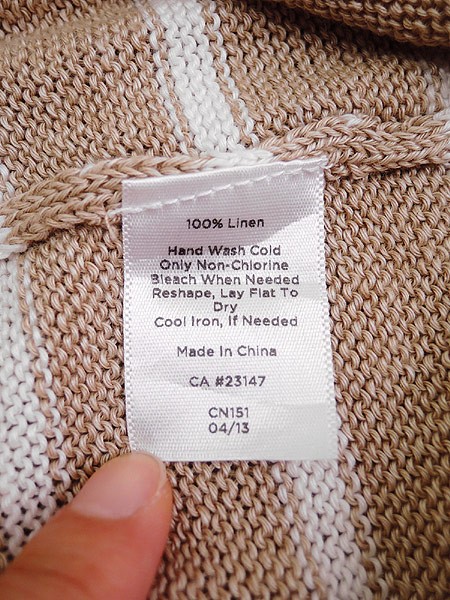 100% Linen
Hand Wash Cold
Only Non-Chlorine
Bleach When Needed
Reshape, Lay Flat To
Dry
Cool Iron, If Needed
Made In China
CA #23147
CN151
04/13